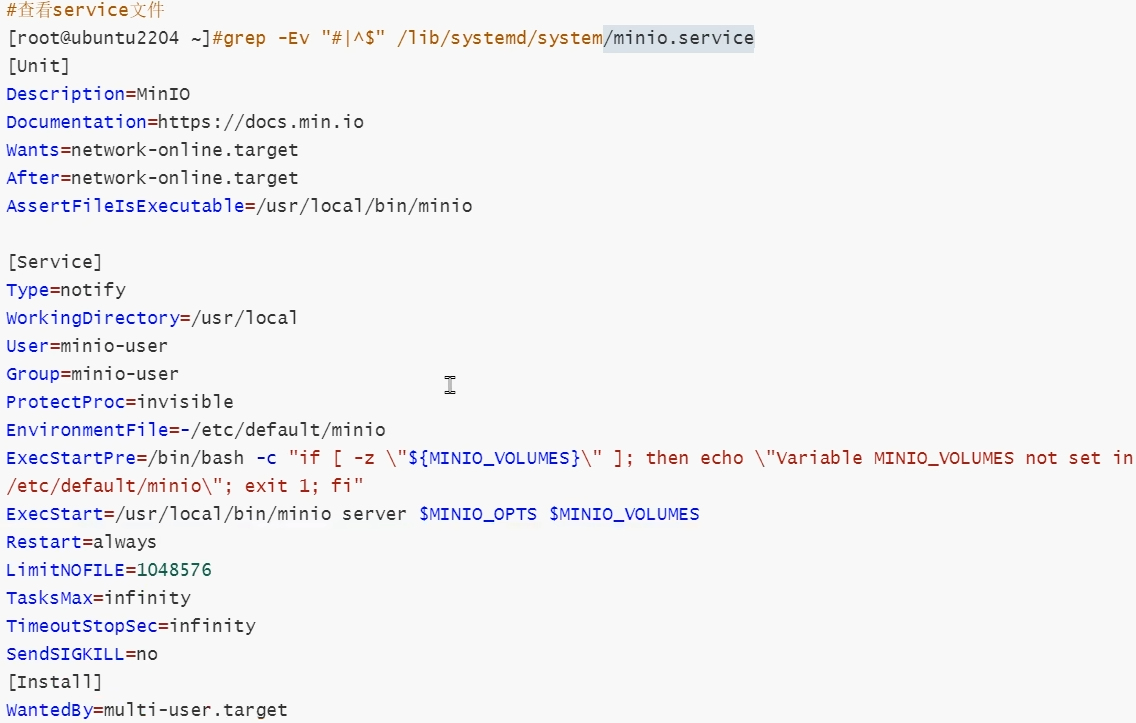 #查看service文件
[root@ubuntu2204 ~]#grep -Ev "#|^$" /lib/systemd/system/minio.service
[Unit]
Description=MinIO
Documentation=https://docs.min.io
Wants=network-online.target
After=network-online.target
AssertFileIsExecutable=/usr/local/bin/minio
[Service]
Type=notify
WorkingDirectory=/usr/local
User=minio-user
Group=minio-user
ProtectProc=invisible
EnvironmentFile=-/etc/default/minio
ExecStartPre=/bin/bash -c "if [ -z \"${MINIO_VOLUMES}\" ]; then echo \"Variable MINIO_VOLUMES not set in
/etc/default/minio\"; exit 1; fi"
ExecStart=/usr/local/bin/minio server $MINIO_OPTS $MINIO_VOLUMES
Restart=always
LimitNOFILE=1048576
TasksMax=infinity
TimeoutStopSec=infinity
SendSIGKILL=no
[Install]
WantedBy=multi-user.target